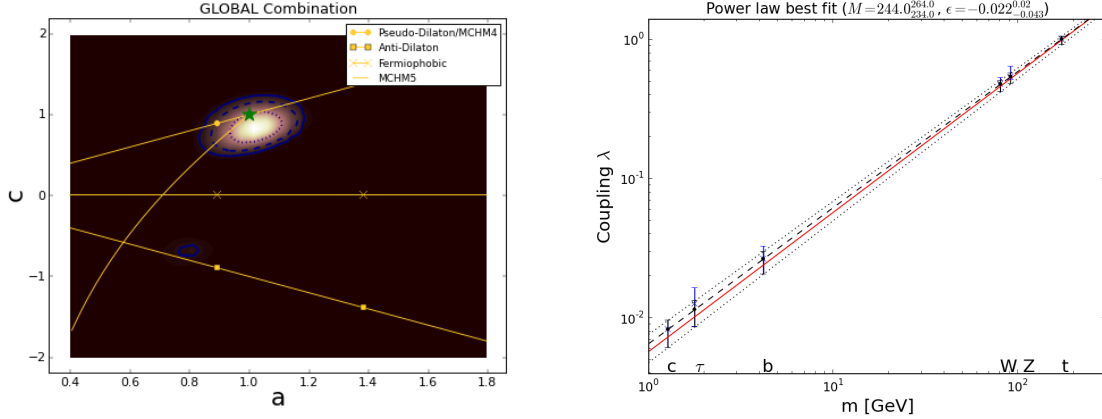 GLOBAL Combination
Pseudo-Dilaton/MCHM4
Anti-Dilaton
Fermiophobic
MCHM5
2
1
0
−1
−2
c
0.4 0.6 0.8 1.0 1.2 1.4 1.6 1.8
a
Power law best fit (M=244.0^{264.0}_{234.0}, ϵ=−0.022^{0.02}_{−0.043})
10^0
10^{-1}
10^{-2}
Coupling λ
c τ b W Z t
10^0 10^1 10^2
m [GeV]